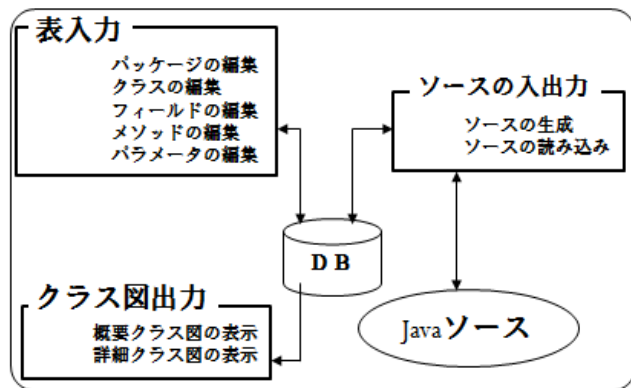 表入力
パッケージの編集
クラスの編集
フィールドの編集
メソッドの編集
パラメータの編集
ソースの入出力
ソースの生成
ソースの読み込み
ＤＢ
クラス図出力
概要クラス図の表示
詳細クラス図の表示
Javaソース